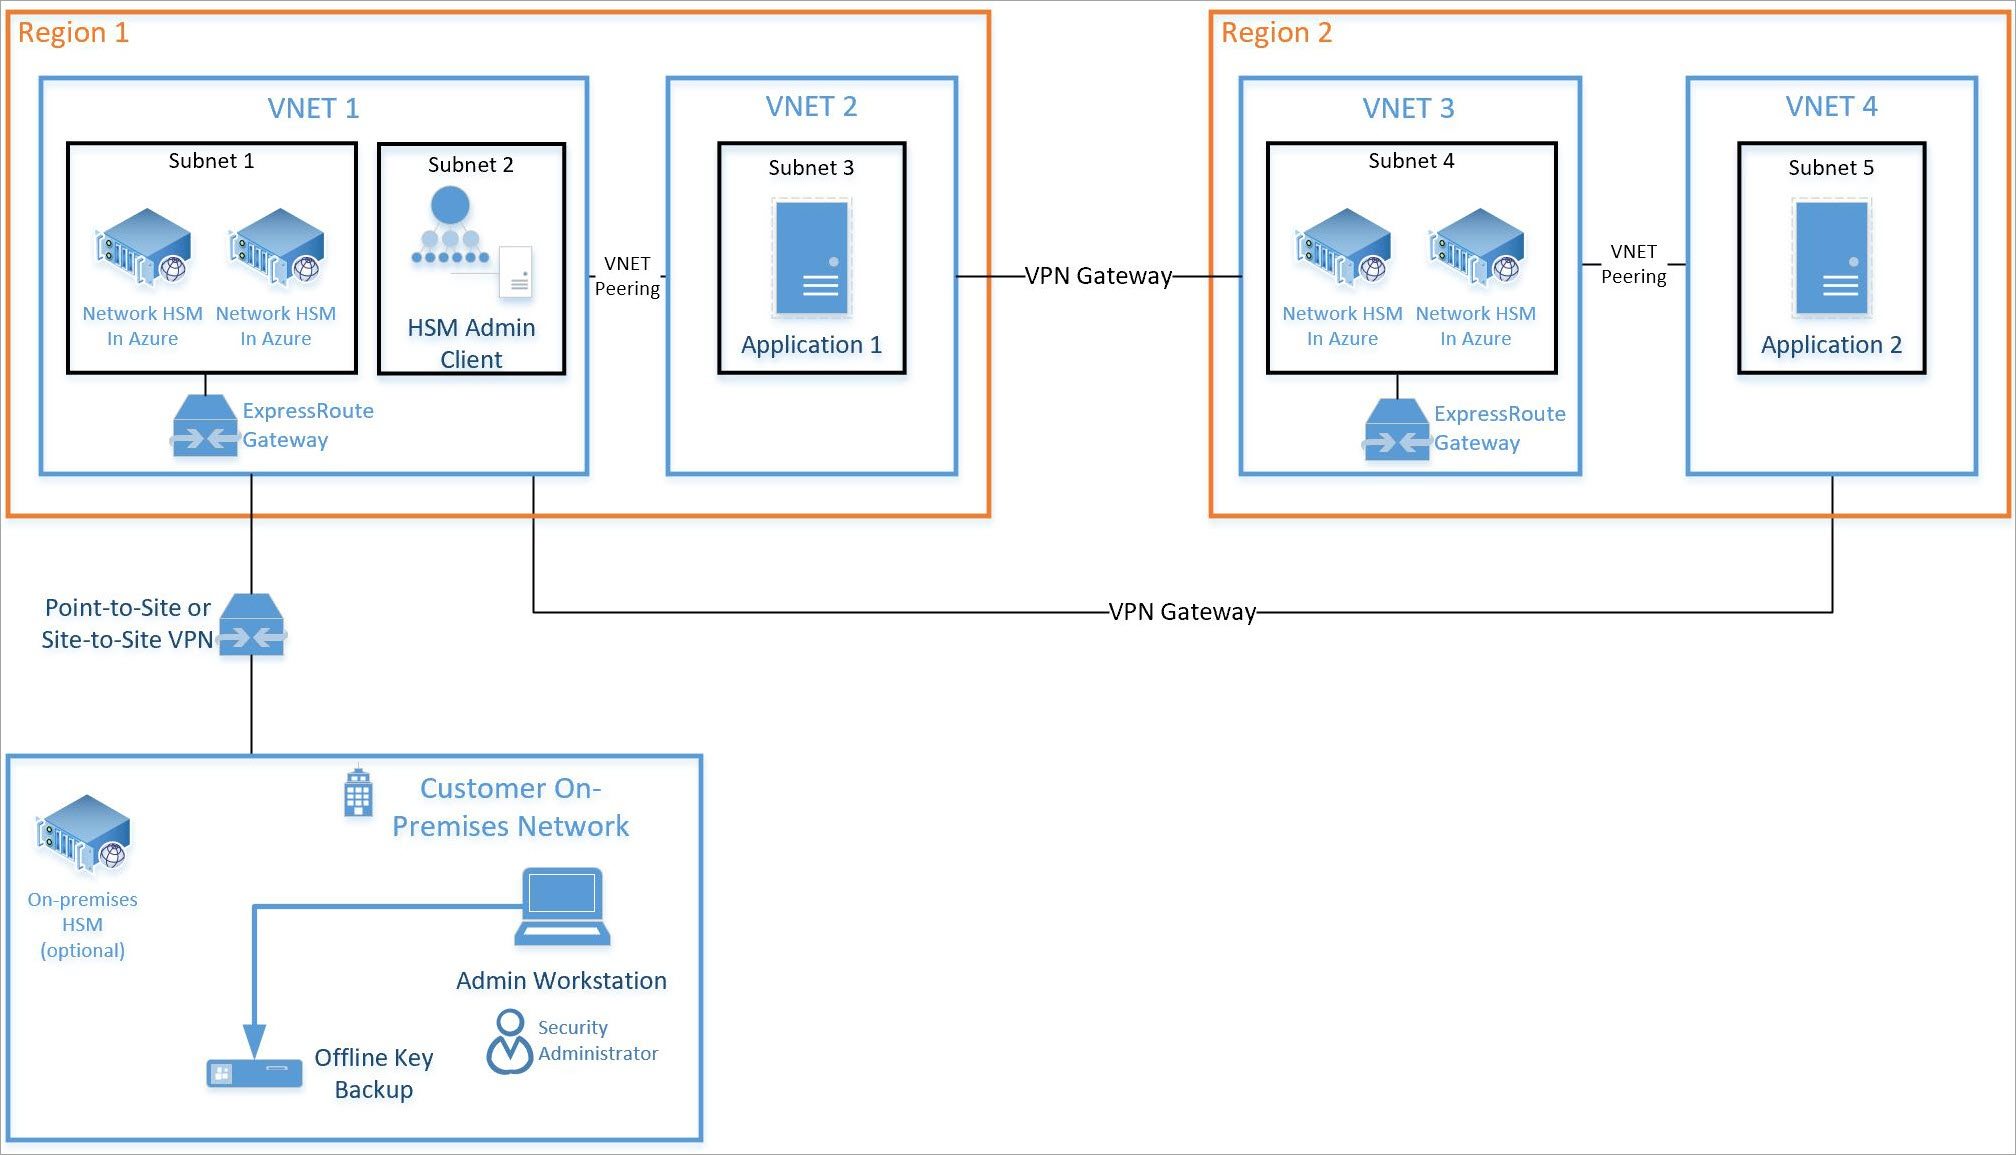 Region 1
VNET 1
Subnet 1
Network HSM
In Azure
Network HSM
In Azure
Subnet 2
HSM Admin
Client
ExpressRoute
Gateway
VNET
Peering
VNET 2
Subnet 3
Application 1
VPN Gateway
Region 2
VNET 3
Subnet 4
Network HSM
In Azure
Network HSM
In Azure
ExpressRoute
Gateway
VNET
Peering
VNET 4
Subnet 5
Application 2
Point-to-Site or
Site-to-Site VPN
VPN Gateway
Customer On-
Premises Network
On-premises
HSM
(optional)
Admin Workstation
Security
Administrator
Offline Key
Backup